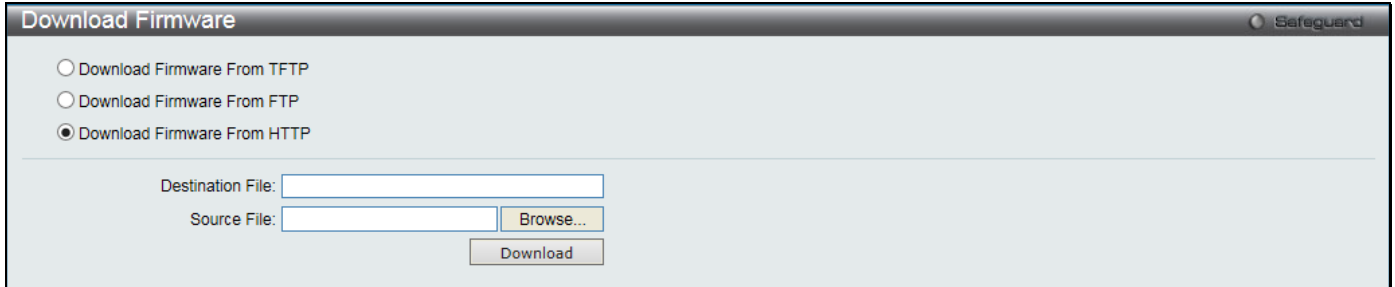 Download Firmware
Safeguard
Download Firmware From TFTP
Download Firmware From FTP
Download Firmware From HTTP
Destination File:
Source File: Browse...
Download